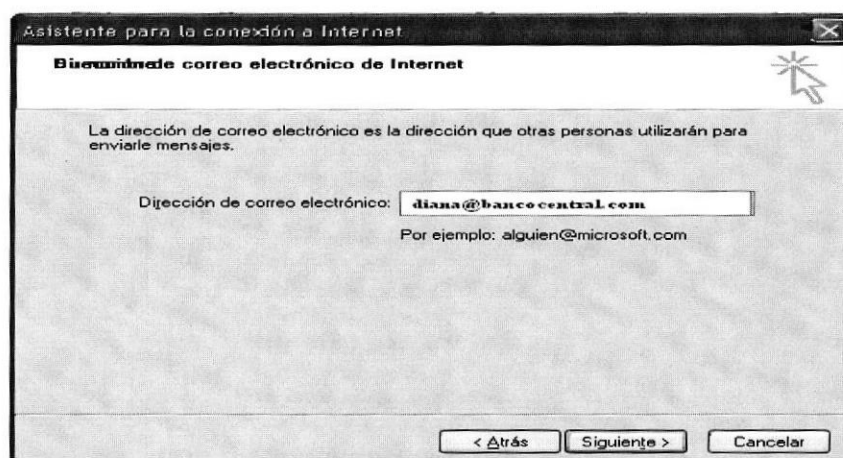 Asistente para la conexión a Internet
de correo electrónico de Internet
La dirección de correo electrónico es la dirección que otras personas utilizarán para
enviarle mensajes.
Dirección de correo electrónico: diana@bancocentral.com
Por ejemplo: alguien@microsoft.com
< Atrás Siguiente > Cancelar